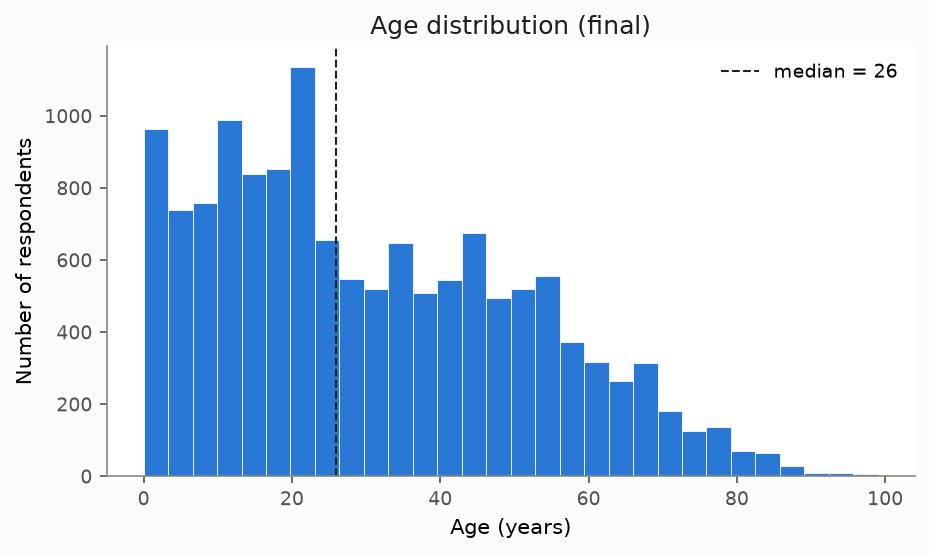 Age distribution (final)
median = 26
Number of respondents
1000
800
600
400
200
0
0 20 40 60 80 100
Age (years)